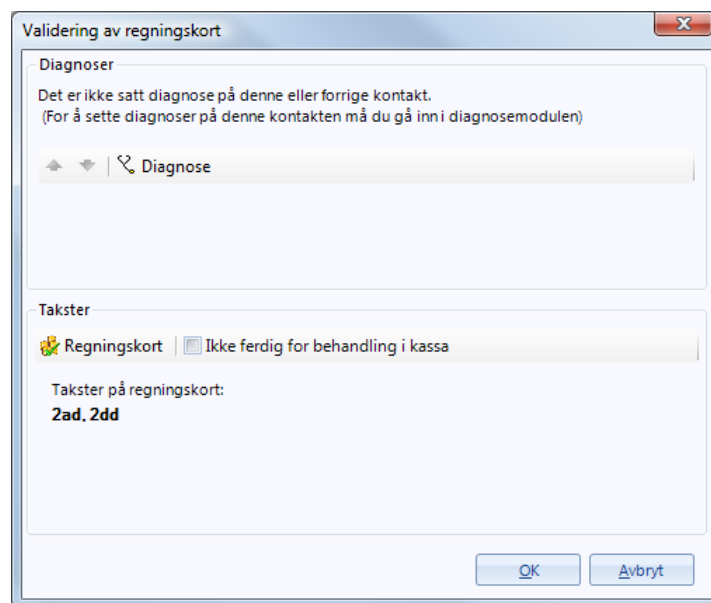 Validering av regningskort
Diagnoser
Det er ikke satt diagnose på denne eller forrige kontakt.
(For å sette diagnoser på denne kontakten må du gå inn i diagnosemodulen)
Diagnose
Takster
Regningskort Ikke ferdig for behandling i kassa
Takster på regningskort:
2ad, 2dd
OK Avbryt